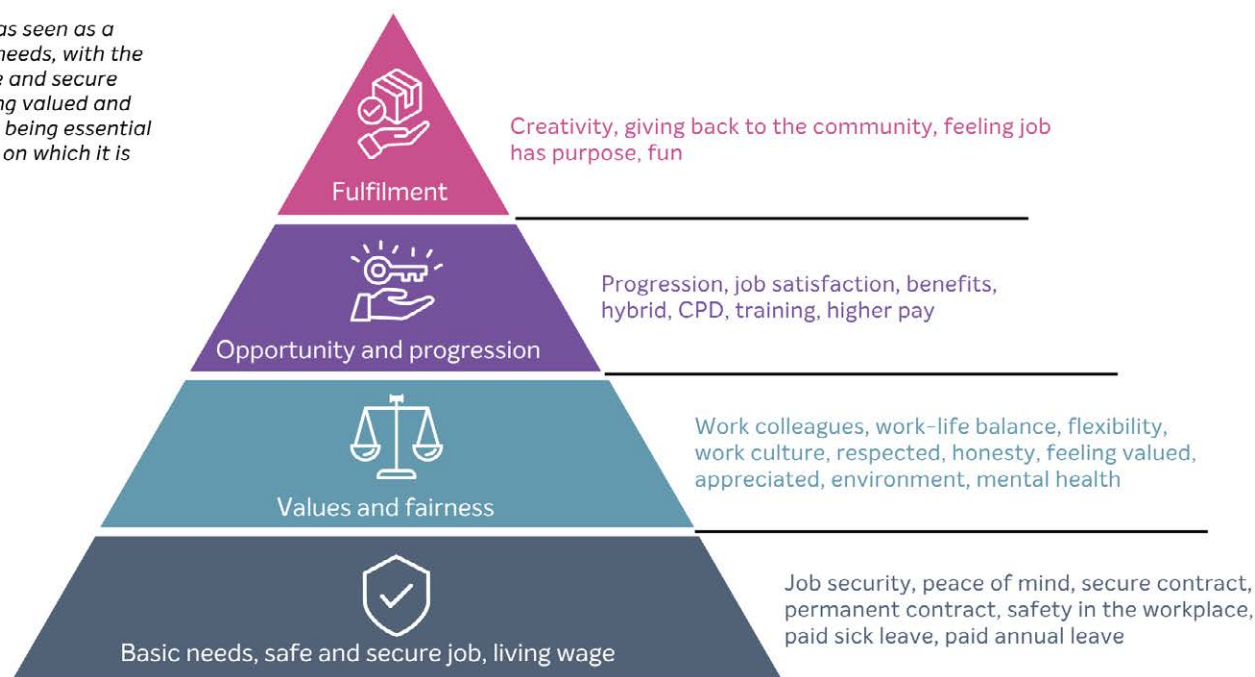 as seen as a
needs, with the
e and secure
ng valued and
being essential
on which it is
Creativity, giving back to the community, feeling job
has purpose, fun
Fulfilment
Progression, job satisfaction, benefits,
hybrid, CPD, training, higher pay
Opportunity and progression
Work colleagues, work-life balance, flexibility,
work culture, respected, honesty, feeling valued,
appreciated, environment, mental health
Values and fairness
Job security, peace of mind, secure contract,
permanent contract, safety in the workplace,
paid sick leave, paid annual leave
Basic needs, safe and secure job, living wage